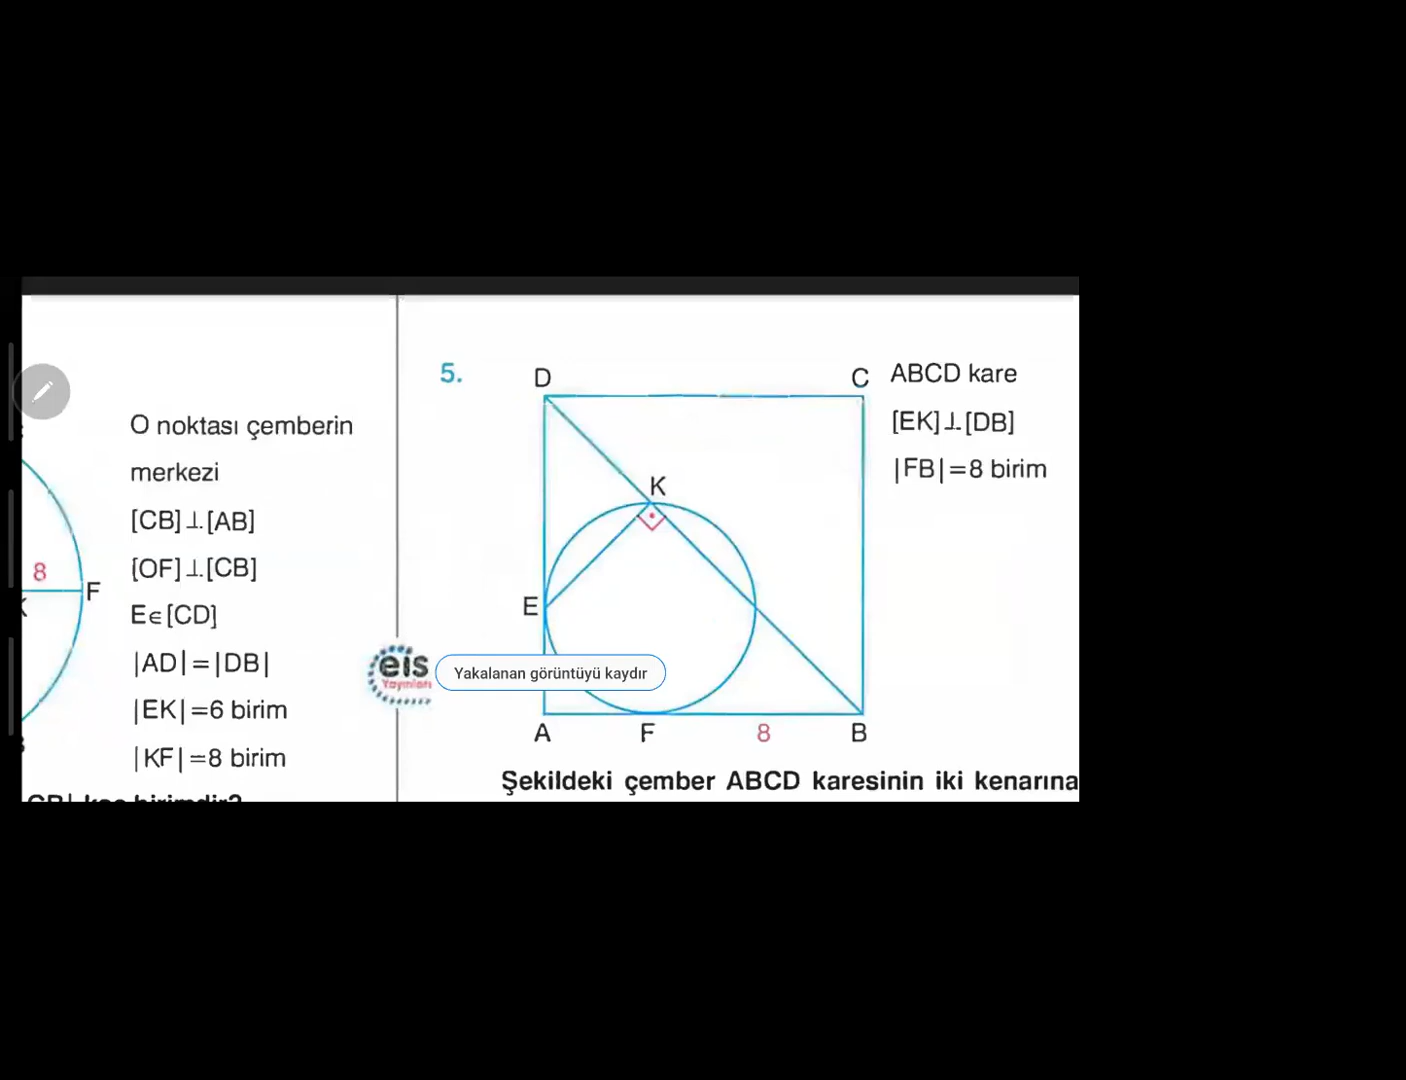 O noktası çemberin
merkezi
[CB]⊥[AB]
[OF]⊥[CB]
E∈[CD]
|AD|=|DB|
|EK|=6 birim
|KF|=8 birim
8
F
eis
Yayınları
Yakalanan görüntüyü kaydır
5.
D
C
ABCD kare
[EK]⊥[DB]
|FB|=8 birim
K
E
A
F
8
B
Şekildeki çember ABCD karesinin iki kenarına